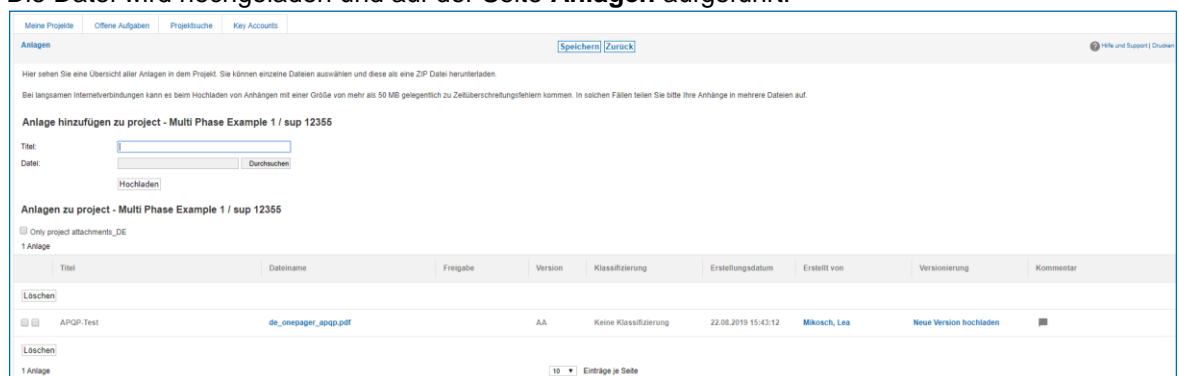 Die Datei wird hochgeladen und auf der Seite Anlagen aufgeführt.
Meine Projekte Offene Aufgaben Projektsuche Key Accounts
Anlagen Speichern Zurück Hilfe und Support | Drucken
Hier sehen Sie eine Übersicht aller Anlagen in dem Projekt. Sie können einzelne Dateien auswählen und diese als eine ZIP Datei herunterladen.
Bei langsamen Internetverbindungen kann es beim Hochladen von Anhängen mit einer Größe von mehr als 50 MB gelegentlich zu Zeitüberschreitungsfehlern kommen. In solchen Fällen teilen Sie bitte Ihre Anhänge in mehrere Dateien auf.
Anlage hinzufügen zu project - Multi Phase Example 1 / sup 12355
Titel:
Datei: Durchsuchen
Hochladen
Anlagen zu project - Multi Phase Example 1 / sup 12355
Only project attachments_DE
1 Anlage
Titel Dateiname Freigabe Version Klassifizierung Erstellungsdatum Erstellt von Versionierung Kommentar
Löschen
APQP-Test de_onepager_apqp.pdf AA Keine Klassifizierung 22.08.2019 15:43:12 Mikosch, Lea Neue Version hochladen
Löschen
1 Anlage 10 Einträge je Seite